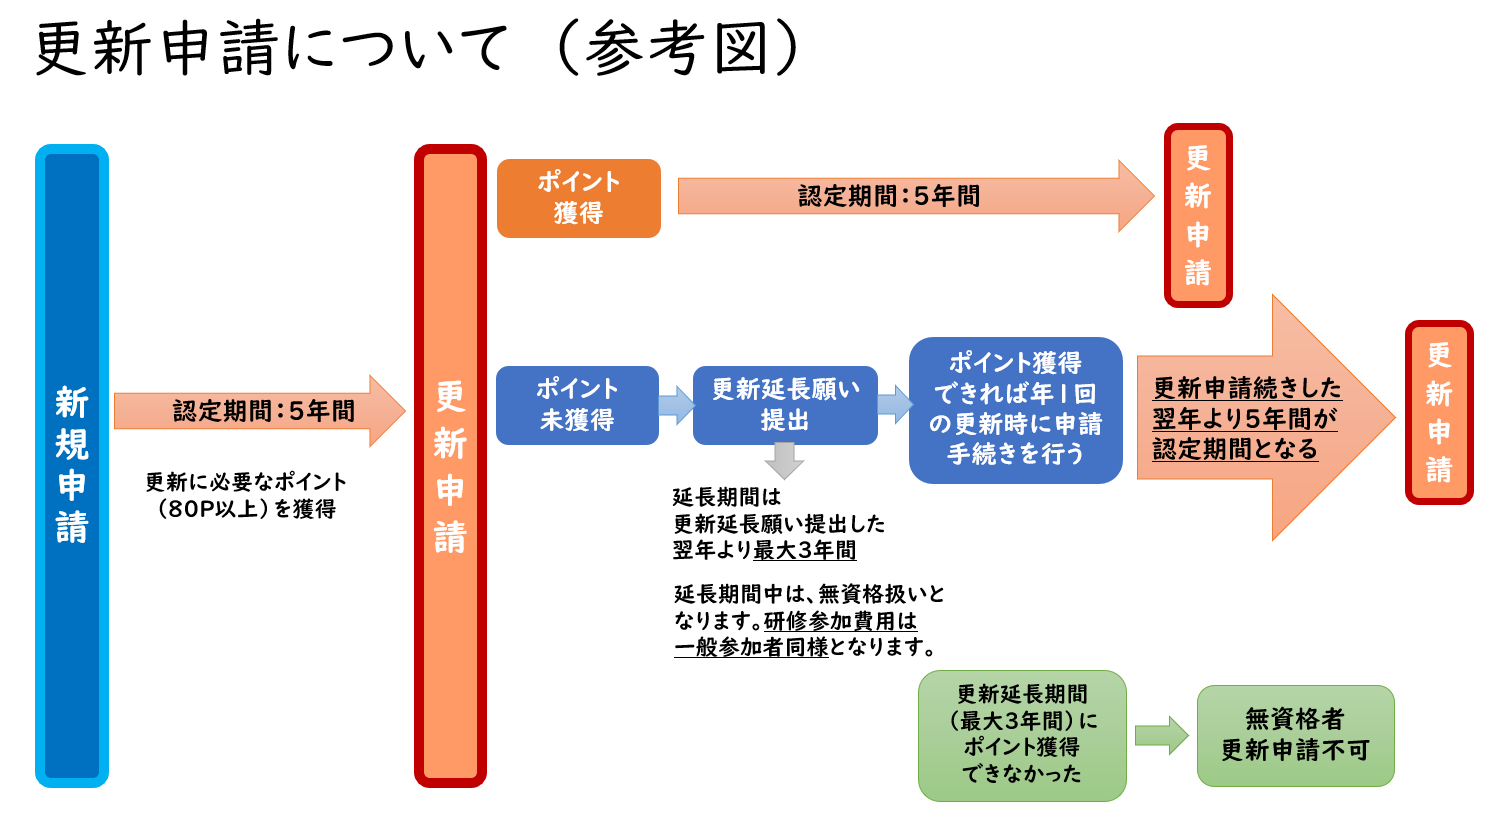 更新申請について（参考図）
新規申請
認定期間：５年間
更新に必要なポイント
（８０Ｐ以上）を獲得
更新申請
ポイント
獲得
認定期間：５年間
更新申請
ポイント
未獲得
更新延長願い
提出
ポイント獲得
できれば年１回
の更新時に申請
手続きを行う
更新申請続きした
翌年より５年間が
認定期間となる
更新申請
延長期間は
更新延長願い提出した
翌年より最大３年間
延長期間中は、無資格扱いと
なります。研修参加費用は
一般参加者同様となります。
更新延長期間
（最大３年間）に
ポイント獲得
できなかった
無資格者
更新申請不可